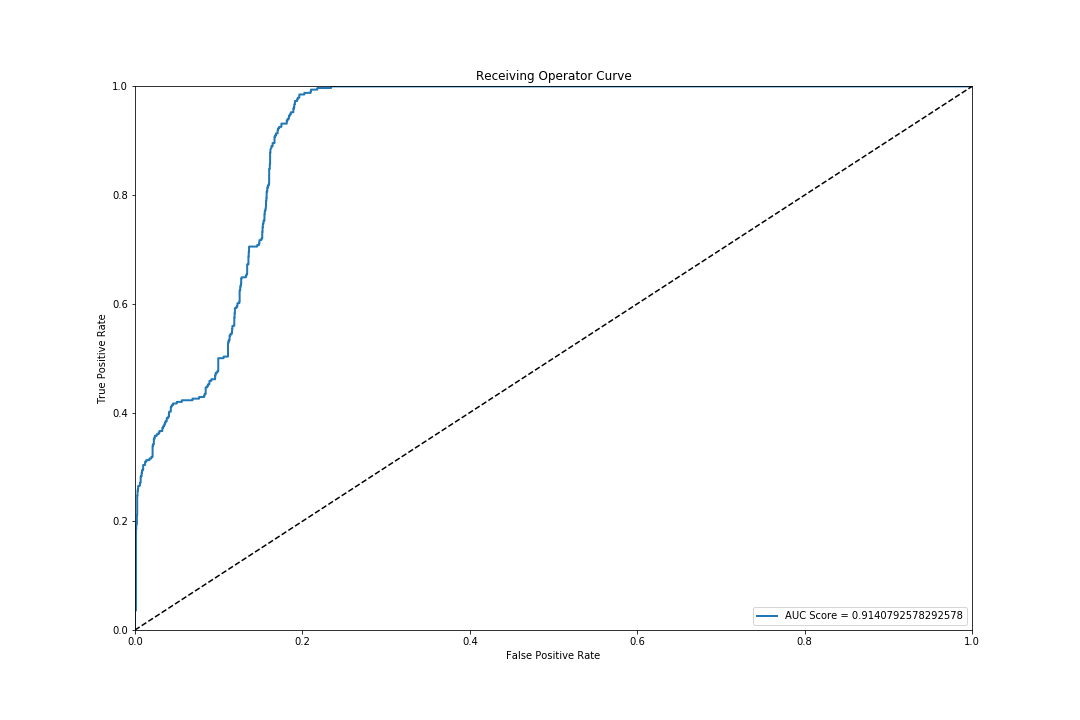 Receiving Operator Curve
1.0
0.8
0.6
0.4
0.2
0.0
True Positive Rate
AUC Score = 0.9140792578292578
0.0 0.2 0.4 0.6 0.8 1.0
False Positive Rate